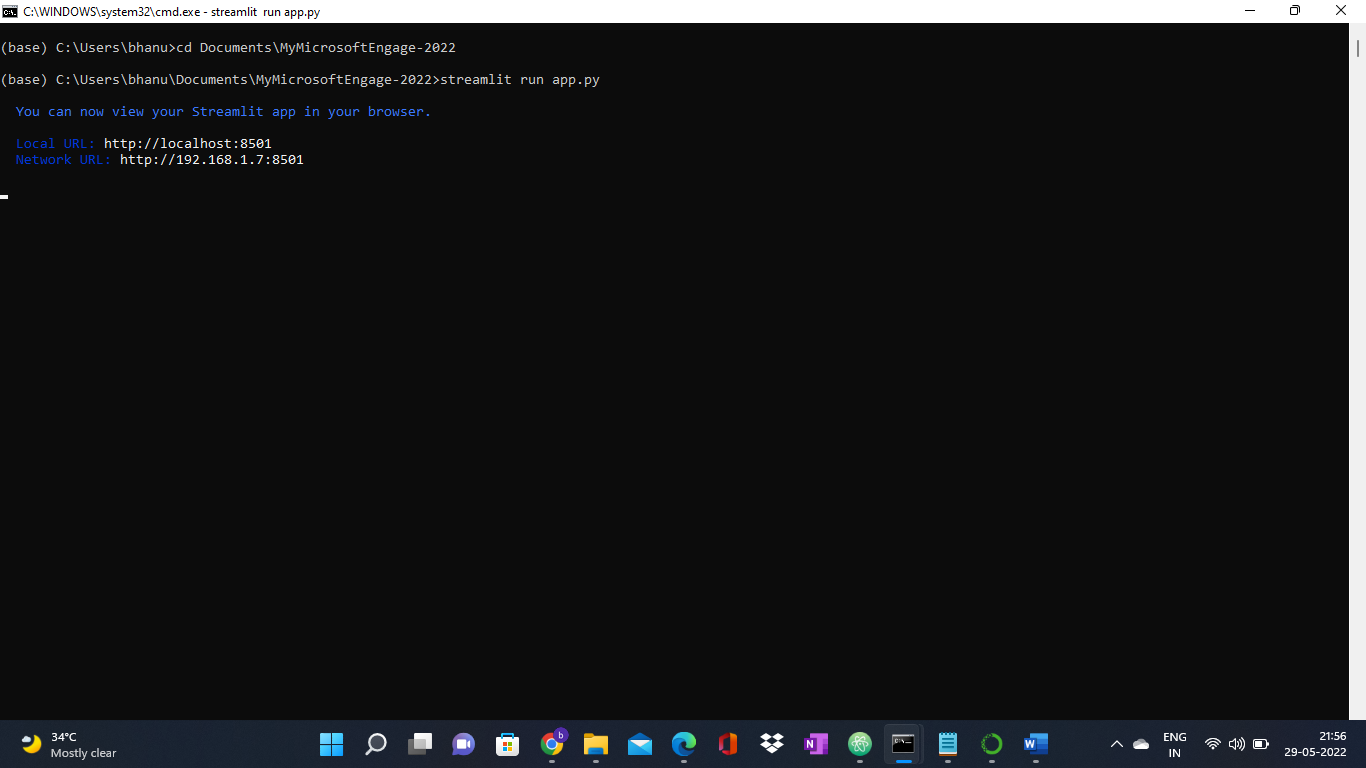 C:\WINDOWS\system32\cmd.exe - streamlit run app.py
(base) C:\Users\bhanu>cd Documents\MyMicrosoftEngage-2022
(base) C:\Users\bhanu\Documents\MyMicrosoftEngage-2022>streamlit run app.py
You can now view your Streamlit app in your browser.
Local URL: http://localhost:8501
Network URL: http://192.168.1.7:8501
34°C
Mostly clear
b
N
C:\_
W
ENG
IN
21:56
29-05-2022